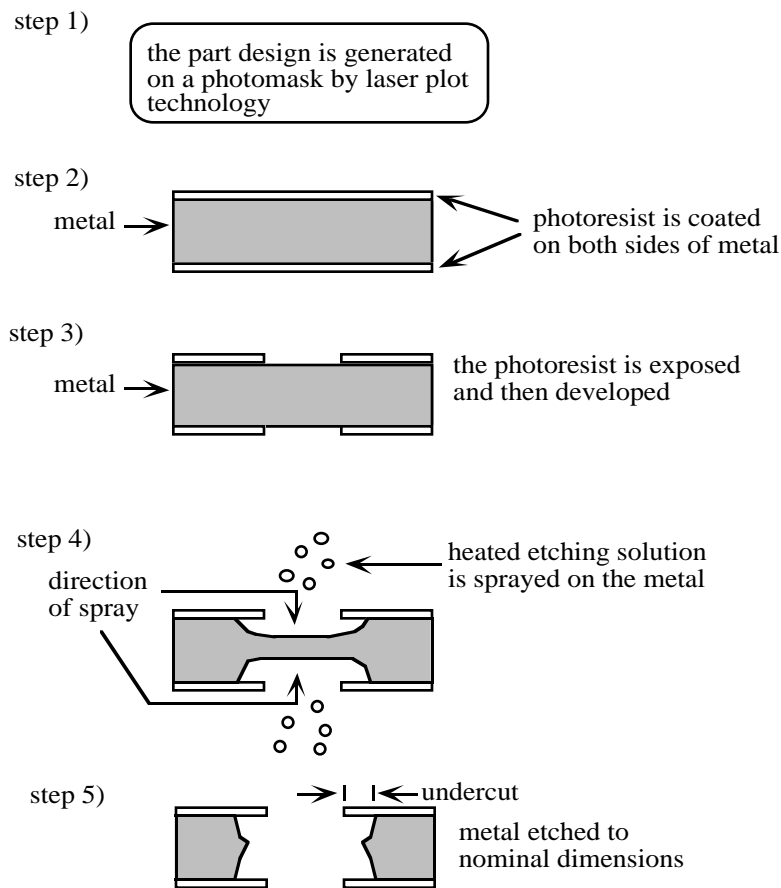 step 1)
the part design is generated
on a photomask by laser plot
technology
step 2)
metal
photoresist is coated
on both sides of metal
step 3)
metal
the photoresist is exposed
and then developed
step 4)
heated etching solution
is sprayed on the metal
direction
of spray
step 5)
undercut
metal etched to
nominal dimensions